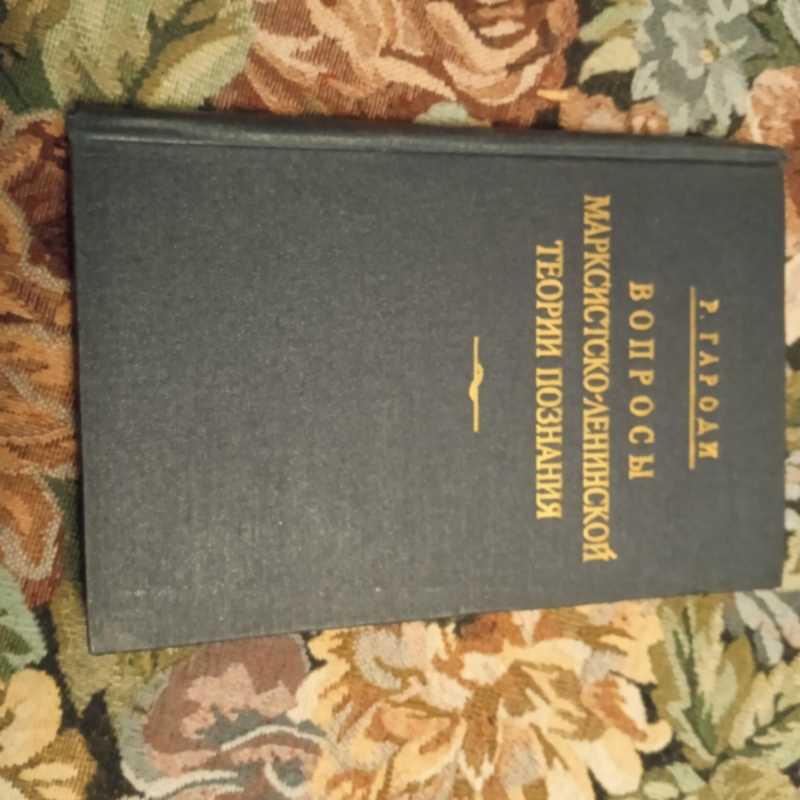 Р. ГАРОДИ
ВОПРОСЫ
МАРКСИСТСКО-ЛЕНИНСКОЙ
ТЕОРИИ ПОЗНАНИЯ